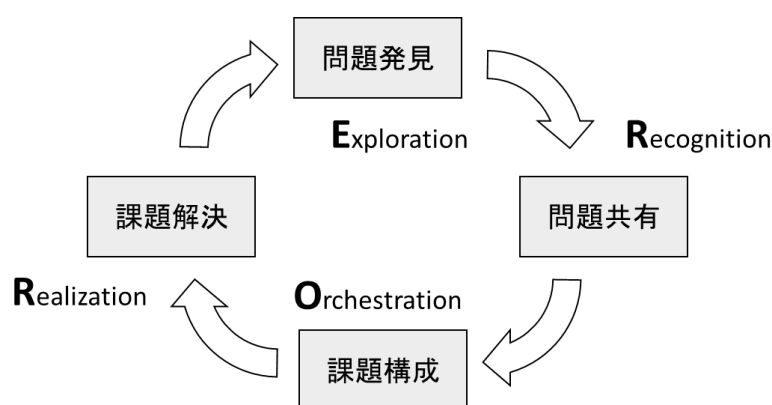 問題発見
Exploration
Recognition
問題共有
課題解決
Realization
Orchestration
課題構成